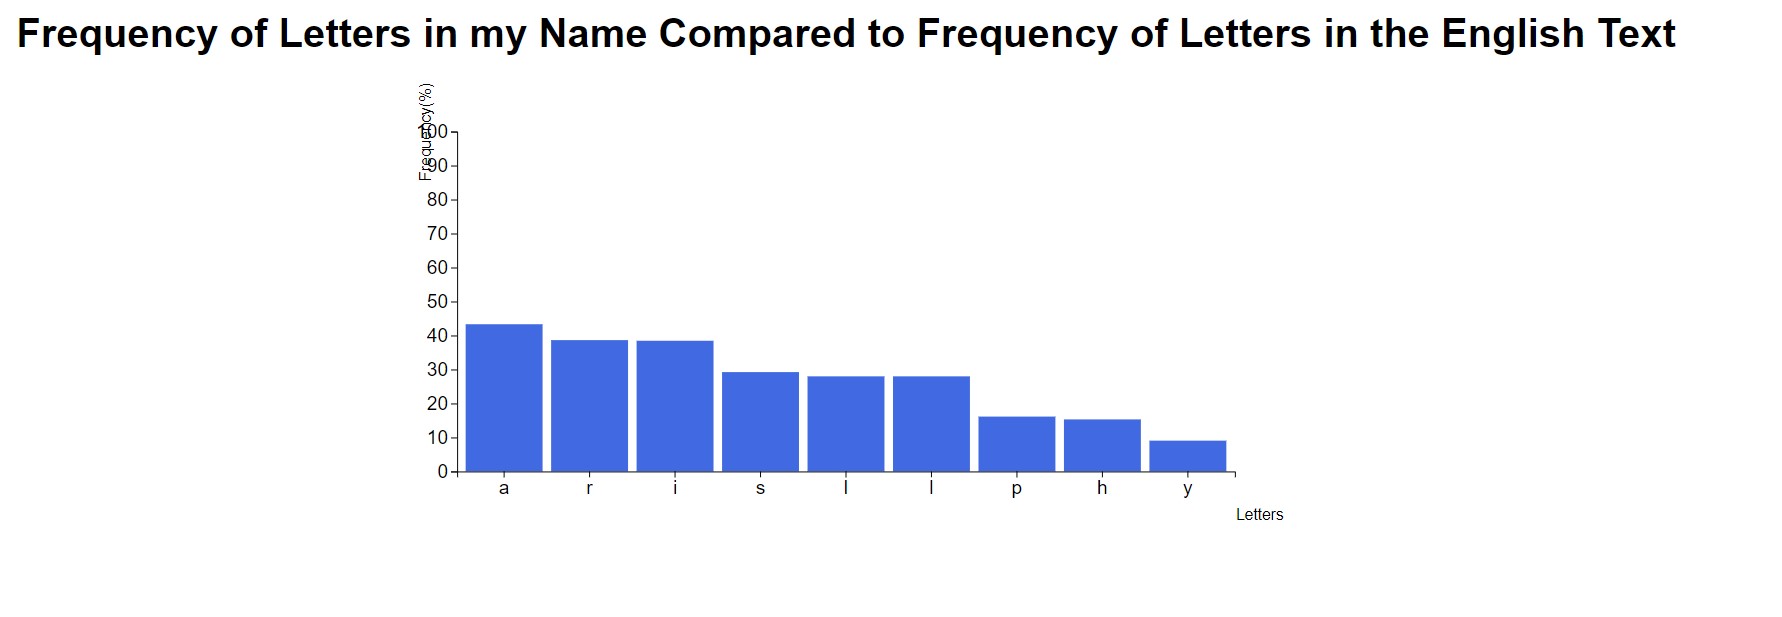 Frequency of Letters in my Name Compared to Frequency of Letters in the English Text
Frequency(%)
100
90
80
70
60
50
40
30
20
10
0
a r i s l l p h y
Letters